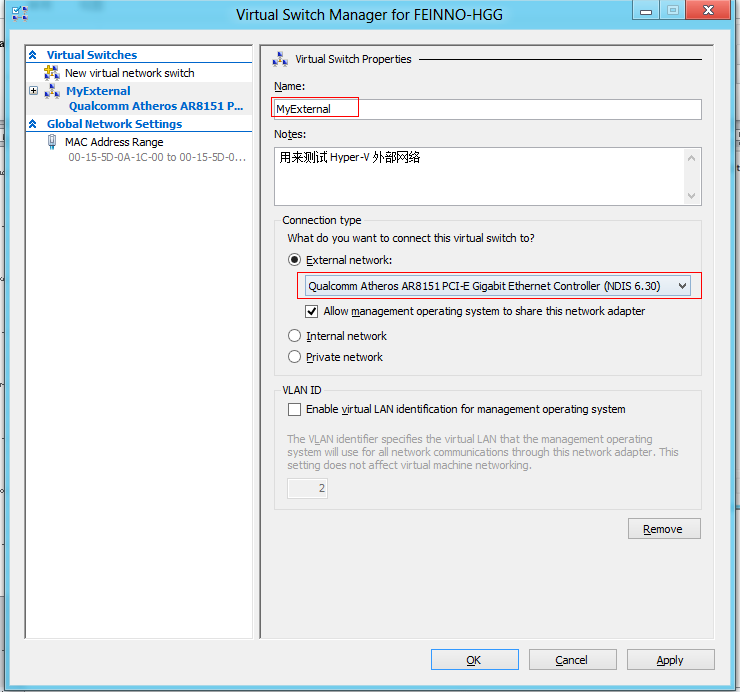 Virtual Switch Manager for FEINNO-HGG
Virtual Switches
New virtual network switch
MyExternal
Qualcomm Atheros AR8151 P...
Global Network Settings
MAC Address Range
00-15-5D-0A-1C-00 to 00-15-5D-0...
Virtual Switch Properties
Name:
MyExternal
Notes:
用来测试 Hyper-V 外部网络
Connection type
What do you want to connect this virtual switch to?
External network:
Qualcomm Atheros AR8151 PCI-E Gigabit Ethernet Controller (NDIS 6.30)
Allow management operating system to share this network adapter
Internal network
Private network
VLAN ID
Enable virtual LAN identification for management operating system
The VLAN identifier specifies the virtual LAN that the management operating
system will use for all network communications through this network adapter. This
setting does not affect virtual machine networking.
2
Remove
OK
Cancel
Apply